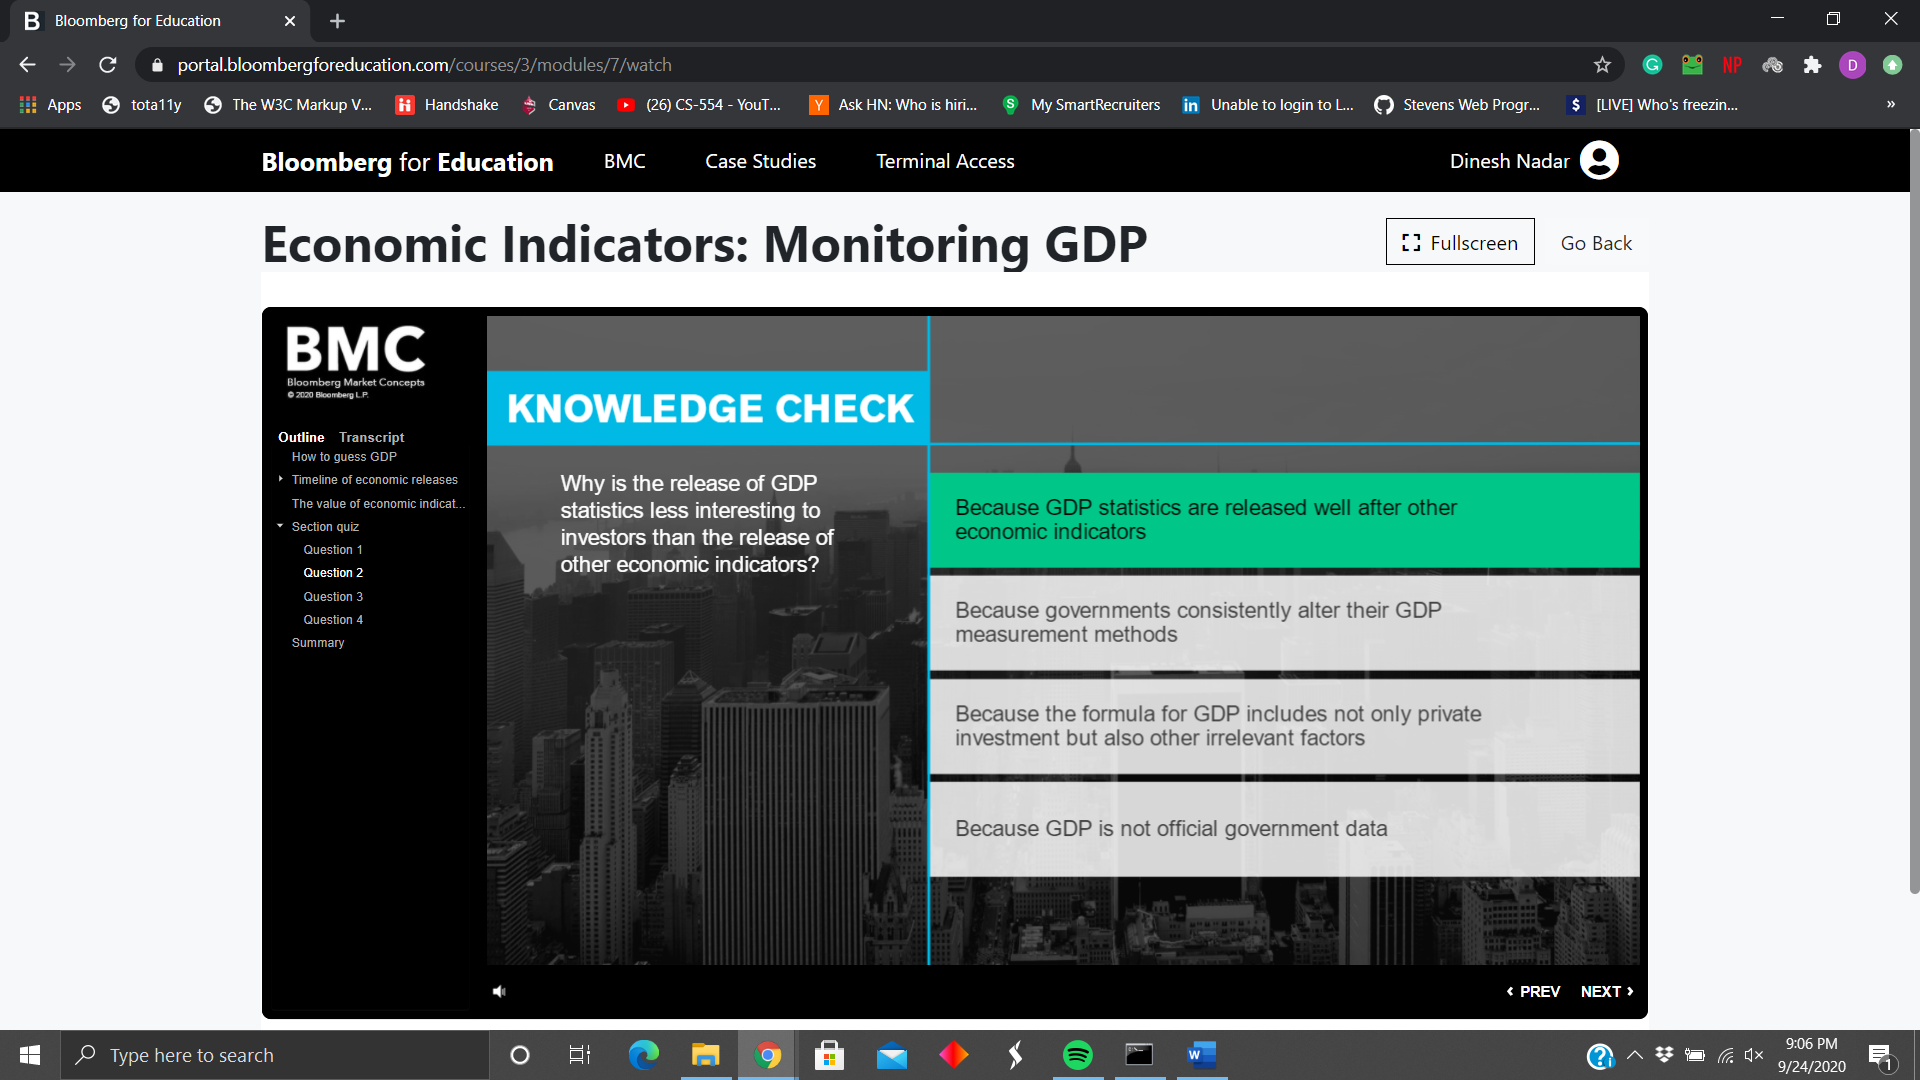 B Bloomberg for Education
portal.bloombergforeducation.com/courses/3/modules/7/watch
G NP D
Apps tota11y The W3C Markup V... Handshake Canvas (26) CS-554 - YouT... Y Ask HN: Who is hiri... S My SmartRecruiters in Unable to login to L... Stevens Web Progr... $ [LIVE] Who's freezin... »
Bloomberg for Education BMC Case Studies Terminal Access Dinesh Nadar
Economic Indicators: Monitoring GDP Fullscreen Go Back
BMC
Bloomberg Market Concepts
© 2020 Bloomberg L.P.
Outline Transcript
How to guess GDP
Timeline of economic releases
The value of economic indicat...
Section quiz
Question 1
Question 2
Question 3
Question 4
Summary
KNOWLEDGE CHECK
Why is the release of GDP
statistics less interesting to
investors than the release of
other economic indicators?
Because GDP statistics are released well after other
economic indicators
Because governments consistently alter their GDP
measurement methods
Because the formula for GDP includes not only private
investment but also other irrelevant factors
Because GDP is not official government data
PREV NEXT
Type here to search
W
9:06 PM
9/24/2020
1